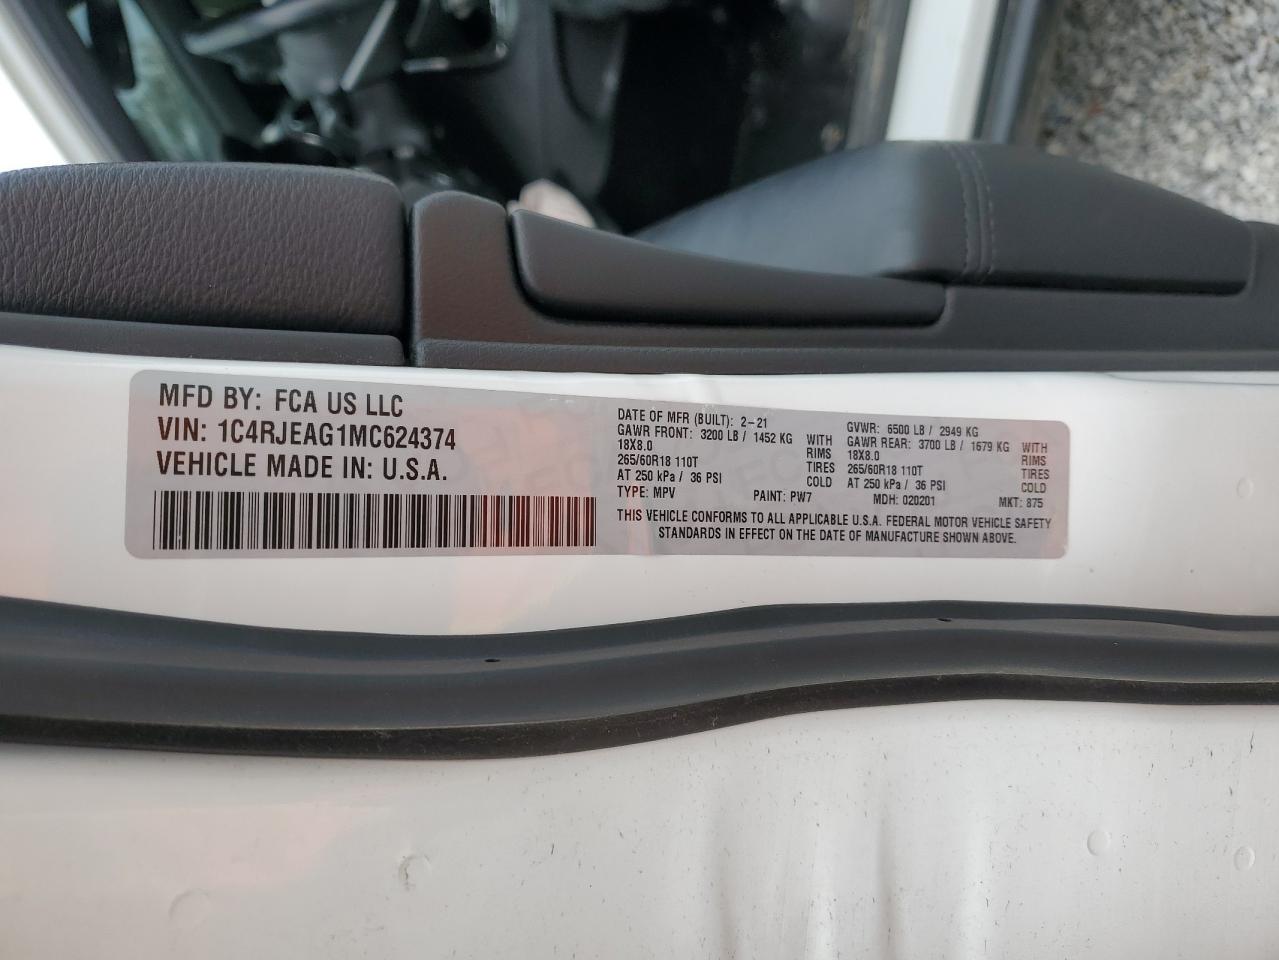 MFD BY: FCA US LLC
VIN: 1C4RJEAG1MC624374
VEHICLE MADE IN: U.S.A.
DATE OF MFR (BUILT): 2-21
GAWR FRONT: 3200 LB / 1452 KG WITH
18X8.0 RIMS
265/60R18 110T TIRES
AT 250 kPa / 36 PSI COLD
GVWR: 6500 LB / 2949 KG
GAWR REAR: 3700 LB / 1679 KG WITH
18X8.0 RIMS
265/60R18 110T TIRES
AT 250 kPa / 36 PSI COLD
TYPE: MPV PAINT: PW7 MDH: 020201 MKT: 875
THIS VEHICLE CONFORMS TO ALL APPLICABLE U.S.A. FEDERAL MOTOR VEHICLE SAFETY
STANDARDS IN EFFECT ON THE DATE OF MANUFACTURE SHOWN ABOVE.